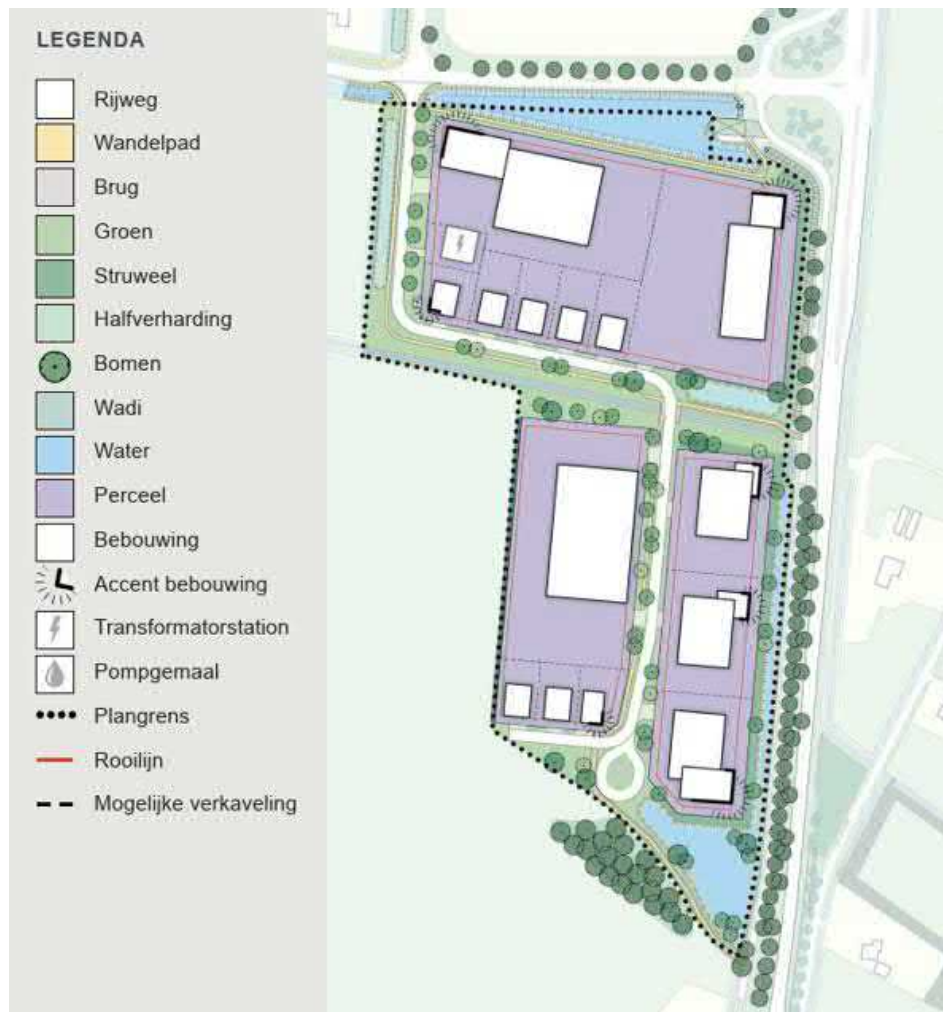 LEGENDA
Rijweg
Wandelpad
Brug
Groen
Struweel
Halfverharding
Bomen
Wadi
Water
Perceel
Bebouwing
Accent bebouwing
Transformatorstation
Pompgemaal
Plangrens
Rooilijn
Mogelijke verkaveling